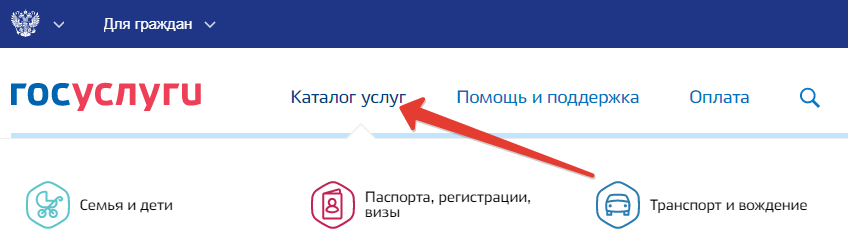 Для граждан
госуслуги
Каталог услуг
Помощь и поддержка
Оплата
Семья и дети
Паспорта, регистрации,
визы
Транспорт и вождение